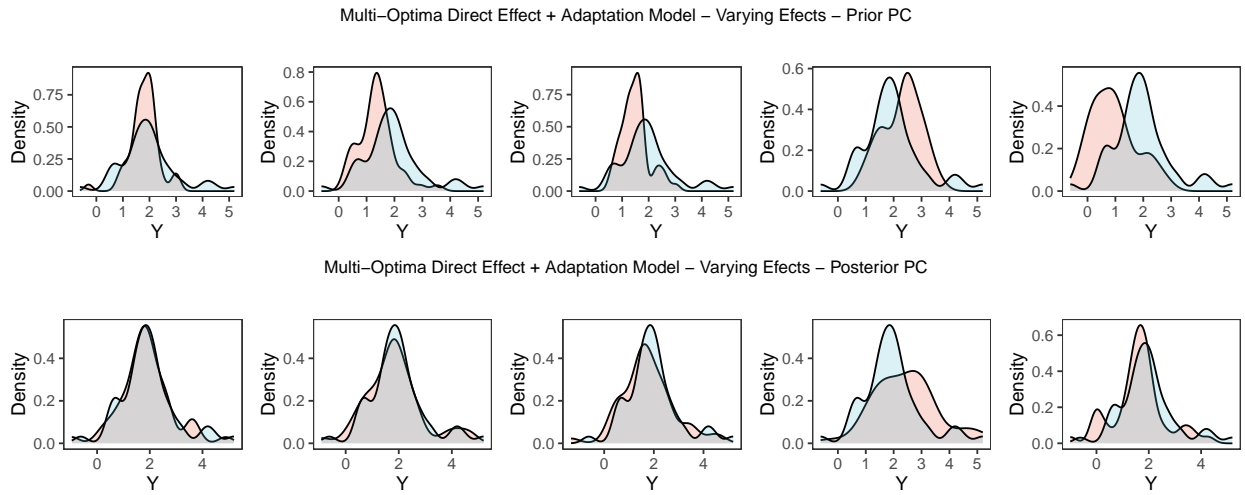 Multi−Optima Direct Effect + Adaptation Model − Varying Efects − Prior PC
0.75
0.50
0.25
0.00
Density
0 1 2 3 4 5
Y
0.8
0.6
0.4
0.2
0.0
Density
0 1 2 3 4 5
Y
0.75
0.50
0.25
0.00
Density
0 1 2 3 4 5
Y
0.6
0.4
0.2
0.0
Density
0 1 2 3 4 5
Y
0.4
0.2
0.0
Density
0 1 2 3 4 5
Y
Multi−Optima Direct Effect + Adaptation Model − Varying Efects − Posterior PC
0.4
0.2
0.0
Density
0 2 4
Y
0.4
0.2
0.0
Density
0 2 4
Y
0.4
0.2
0.0
Density
0 2 4
Y
0.4
0.2
0.0
Density
0 1 2 3 4 5
Y
0.6
0.4
0.2
0.0
Density
0 2 4
Y